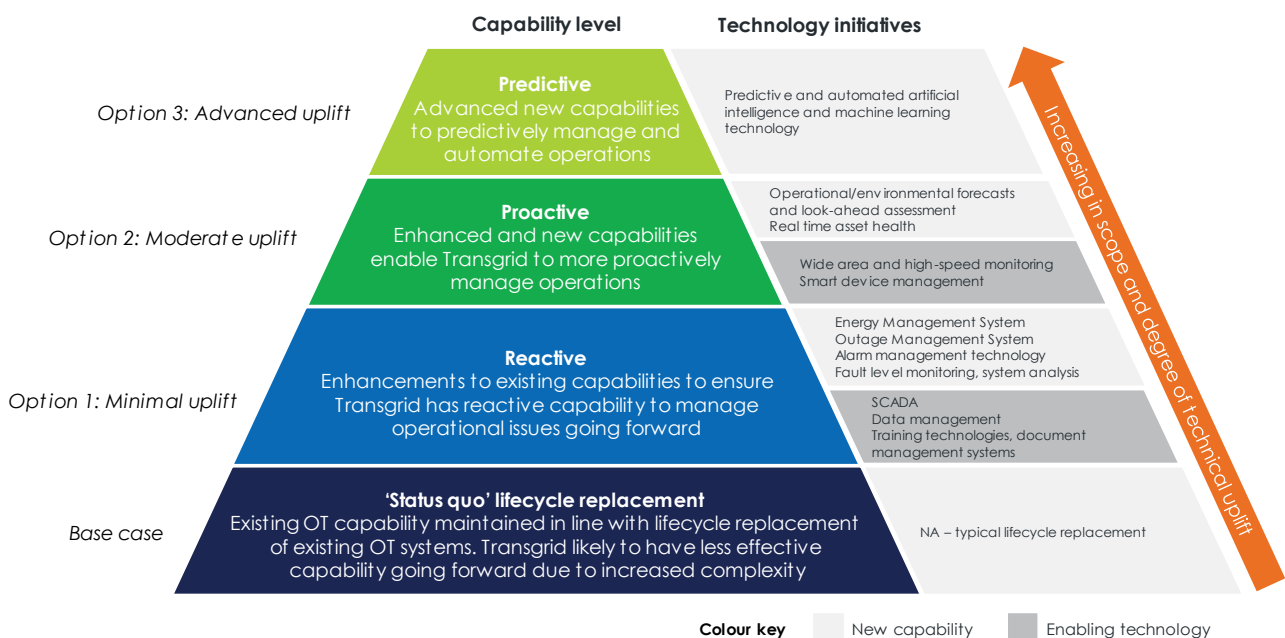 Capability level
Technology initiatives
Option 3: Advanced uplift
Predictive
Advanced new capabilities
to predictively manage and
automate operations
Predictive and automated artificial
intelligence and machine learning
technology
Option 2: Moderate uplift
Proactive
Enhanced and new capabilities
enable Transgrid to more proactively
manage operations
Operational/environmental forecasts
and look-ahead assessment
Real time asset health
Wide area and high-speed monitoring
Smart device management
Option 1: Minimal uplift
Reactive
Enhancements to existing capabilities to ensure
Transgrid has reactive capability to manage
operational issues going forward
Energy Management System
Outage Management System
Alarm management technology
Fault level monitoring, system analysis
SCADA
Data management
Training technologies, document
management systems
Base case
‘Status quo’ lifecycle replacement
Existing OT capability maintained in line with lifecycle replacement
of existing OT systems. Transgrid likely to have less effective
capability going forward due to increased complexity
NA – typical lifecycle replacement
Increasing in scope and degree of technical uplift
Colour key
New capability
Enabling technology